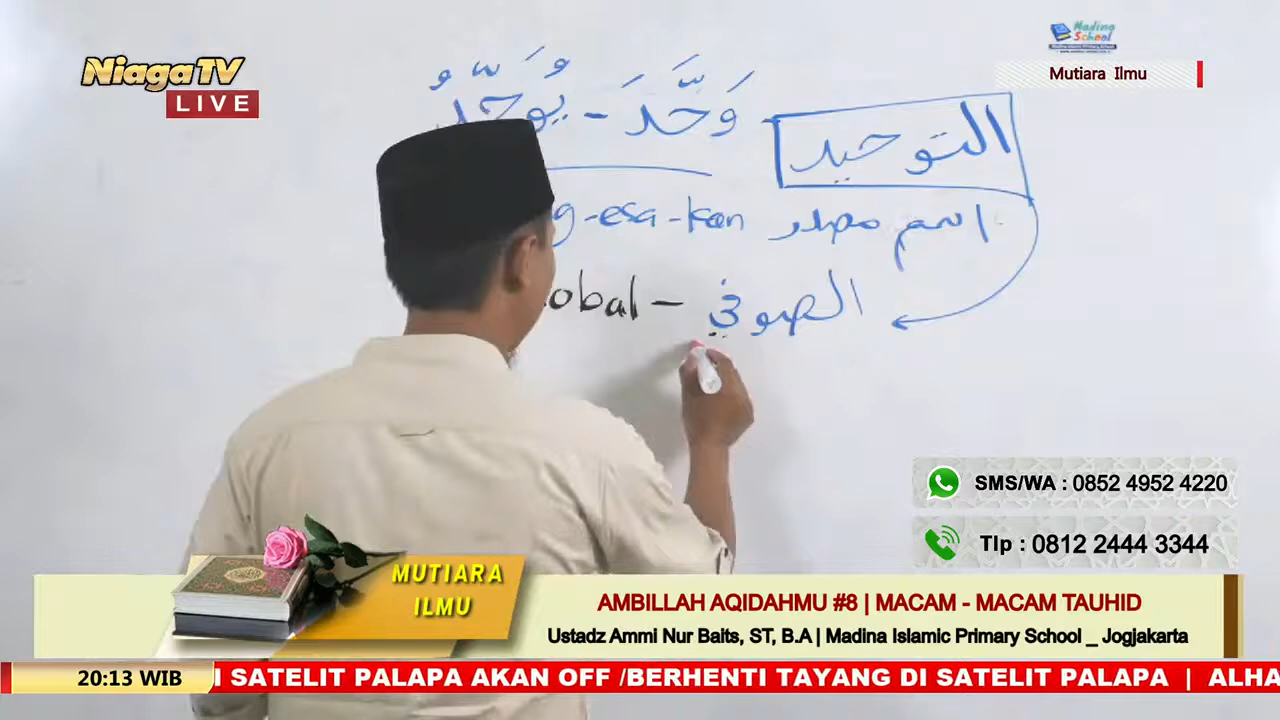 NiagaTV
LIVE
Madina
School
Mutiara Ilmu
التوحيد
وَحَّدَ - يُوَحِّدُ
اسم مصدر
g-esa-kan
الصوفي - obal
SMS/WA : 0852 4952 4220
Tlp : 0812 2444 3344
MUTIARA
ILMU
AMBILLAH AQIDAHMU #8 | MACAM - MACAM TAUHID
Ustadz Ammi Nur Baits, ST, B.A | Madina Islamic Primary School _ Jogjakarta
20:13 WIB
I SATELIT PALAPA AKAN OFF /BERHENTI TAYANG DI SATELIT PALAPA | ALHA